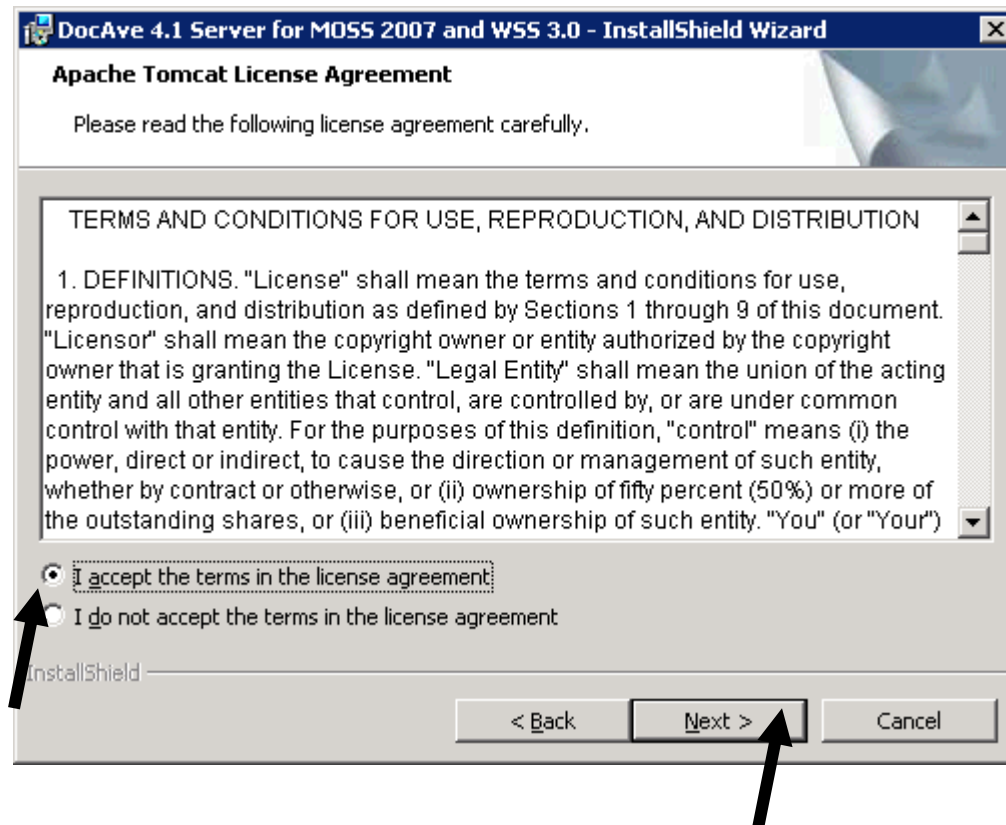 DocAve 4.1 Server for MOSS 2007 and WSS 3.0 - InstallShield Wizard
Apache Tomcat License Agreement
Please read the following license agreement carefully.
TERMS AND CONDITIONS FOR USE, REPRODUCTION, AND DISTRIBUTION
1. DEFINITIONS. "License" shall mean the terms and conditions for use,
reproduction, and distribution as defined by Sections 1 through 9 of this document.
"Licensor" shall mean the copyright owner or entity authorized by the copyright
owner that is granting the License. "Legal Entity" shall mean the union of the acting
entity and all other entities that control, are controlled by, or are under common
control with that entity. For the purposes of this definition, "control" means (i) the
power, direct or indirect, to cause the direction or management of such entity,
whether by contract or otherwise, or (ii) ownership of fifty percent (50%) or more of
the outstanding shares, or (iii) beneficial ownership of such entity. "You" (or "Your")
I accept the terms in the license agreement
I do not accept the terms in the license agreement
InstallShield
< Back Next > Cancel